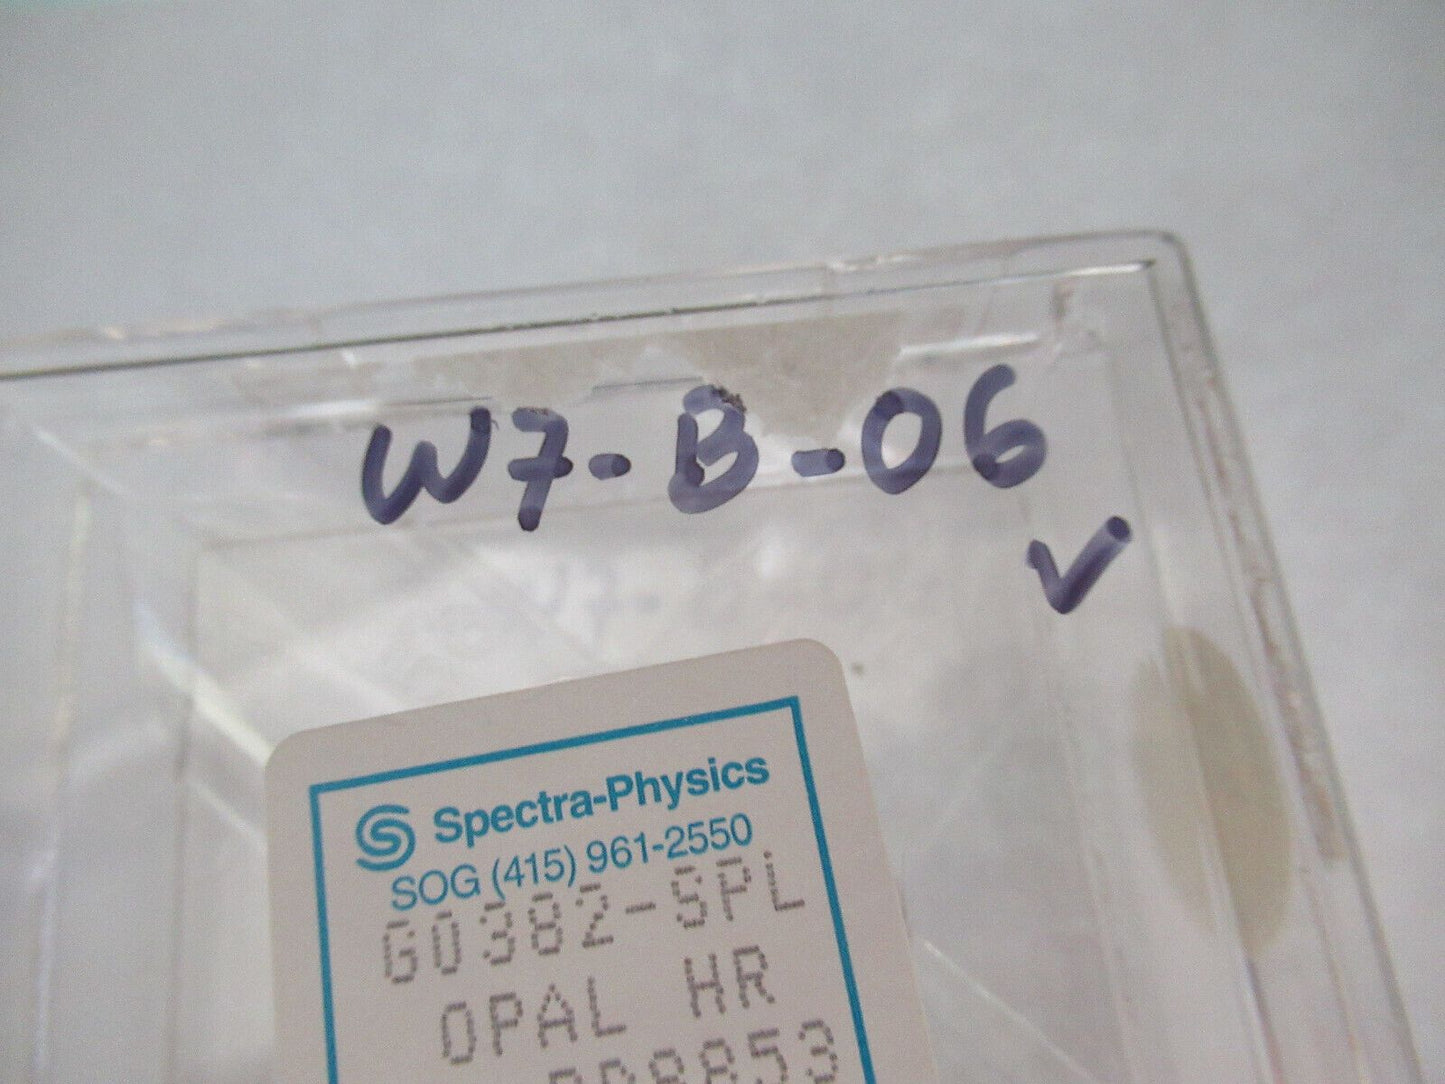 W7-B-06
✓
Spectra-Physics
SOG (415) 961-2550
G0382-SPL
OPAL HR